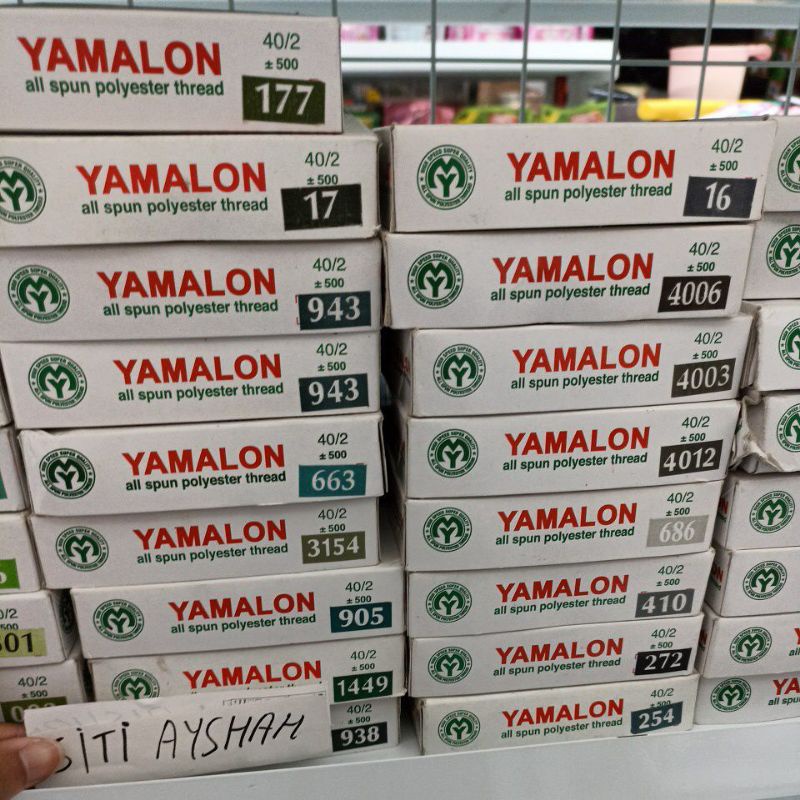 YAMALON
all spun polyester thread
40/2
± 500
177
YAMALON
all spun polyester thread
40/2
± 500
17
YAMALON
all spun polyester thread
40/2
± 500
943
YAMALON
all spun polyester thread
40/2
± 500
943
YAMALON
all spun polyester thread
40/2
± 500
663
YAMALON
all spun polyester thread
40/2
± 500
3154
YAMALON
all spun polyester thread
40/2
± 500
905
YAMALON
all spun polyester thread
40/2
± 500
1449
40/2
± 500
938
SITI AYSHAH
YAMALON
all spun polyester thread
40/2
± 500
16
YAMALON
all spun polyester thread
40/2
± 500
4006
YAMALON
all spun polyester thread
40/2
± 500
4003
YAMALON
all spun polyester thread
40/2
± 500
4012
YAMALON
all spun polyester thread
40/2
± 500
686
YAMALON
all spun polyester thread
40/2
± 500
410
YAMALON
all spun polyester thread
40/2
± 500
272
YAMALON
all spun polyester thread
40/2
± 500
254
40/2
± 500